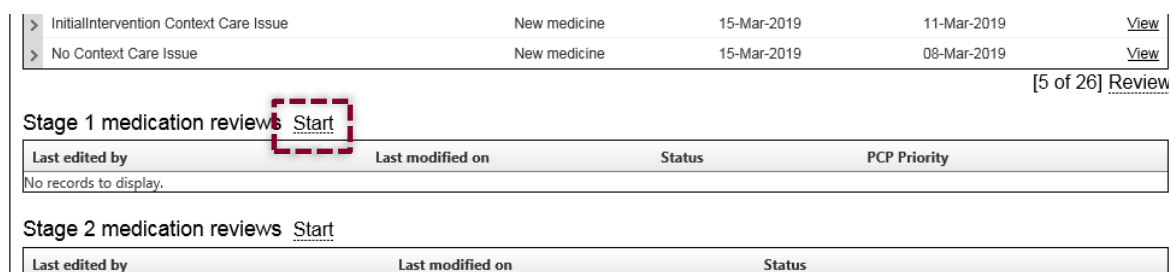 InitialIntervention Context Care Issue New medicine 15-Mar-2019 11-Mar-2019 View
No Context Care Issue New medicine 15-Mar-2019 08-Mar-2019 View
[5 of 26] Review
Stage 1 medication reviews Start
Last edited by Last modified on Status PCP Priority
No records to display.
Stage 2 medication reviews Start
Last edited by Last modified on Status